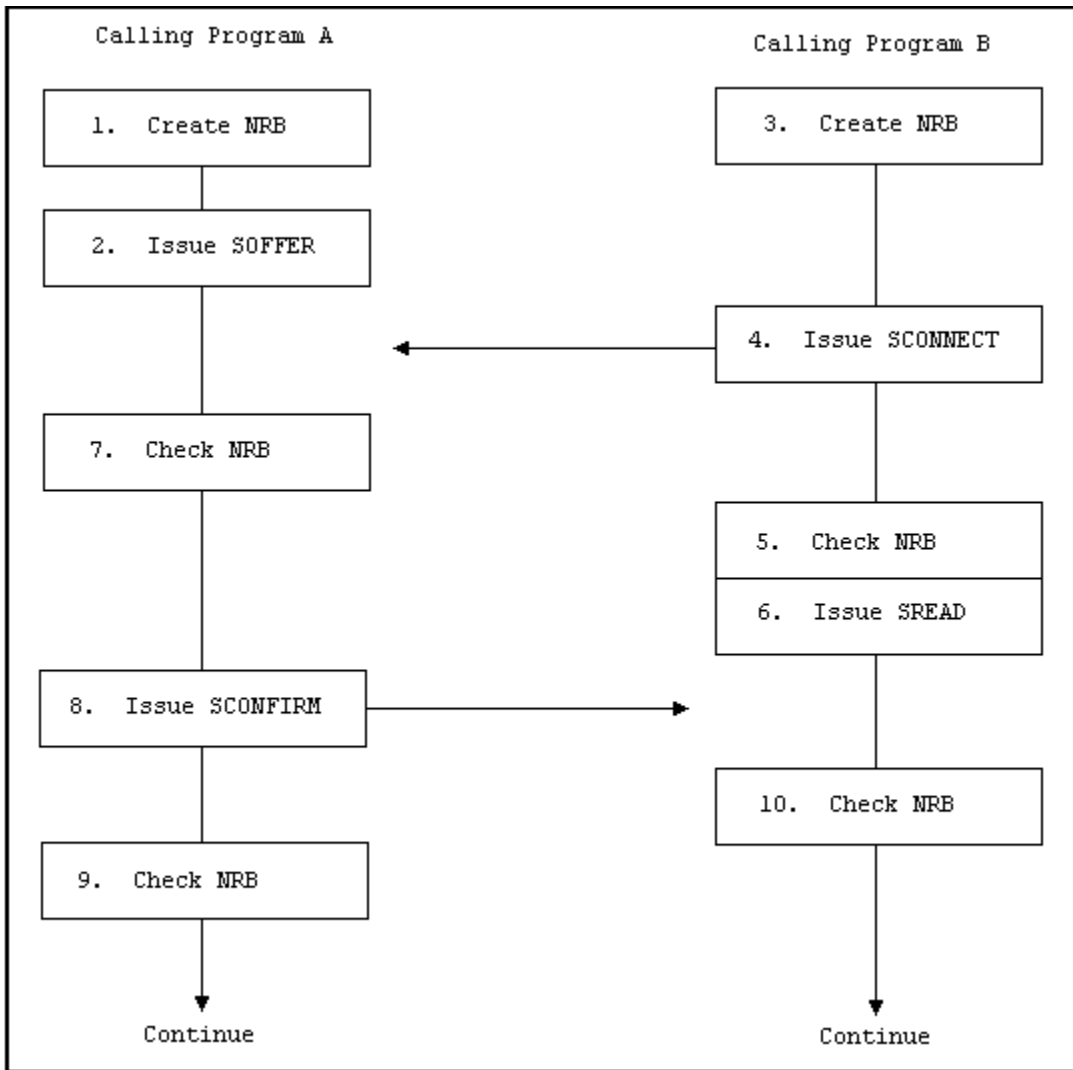 Calling Program A
Calling Program B
1. Create NRB
3. Create NRB
2. Issue SOFFER
4. Issue SCONNECT
7. Check NRB
5. Check NRB
6. Issue SREAD
8. Issue SCONFIRM
10. Check NRB
9. Check NRB
Continue
Continue